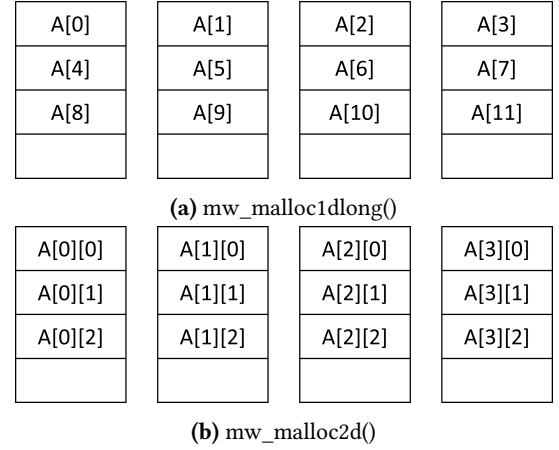 A[0] A[1] A[2] A[3]
A[4] A[5] A[6] A[7]
A[8] A[9] A[10] A[11]
(a) mw_malloc1dlong()
A[0][0] A[1][0] A[2][0] A[3][0]
A[0][1] A[1][1] A[2][1] A[3][1]
A[0][2] A[1][2] A[2][2] A[3][2]
(b) mw_malloc2d()